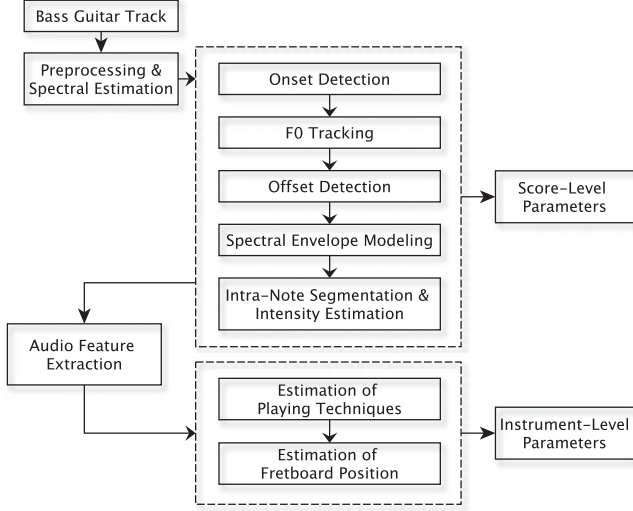 Bass Guitar Track
Preprocessing &
Spectral Estimation
Onset Detection
F0 Tracking
Offset Detection
Spectral Envelope Modeling
Intra-Note Segmentation &
Intensity Estimation
Score-Level
Parameters
Audio Feature
Extraction
Estimation of
Playing Techniques
Estimation of
Fretboard Position
Instrument-Level
Parameters